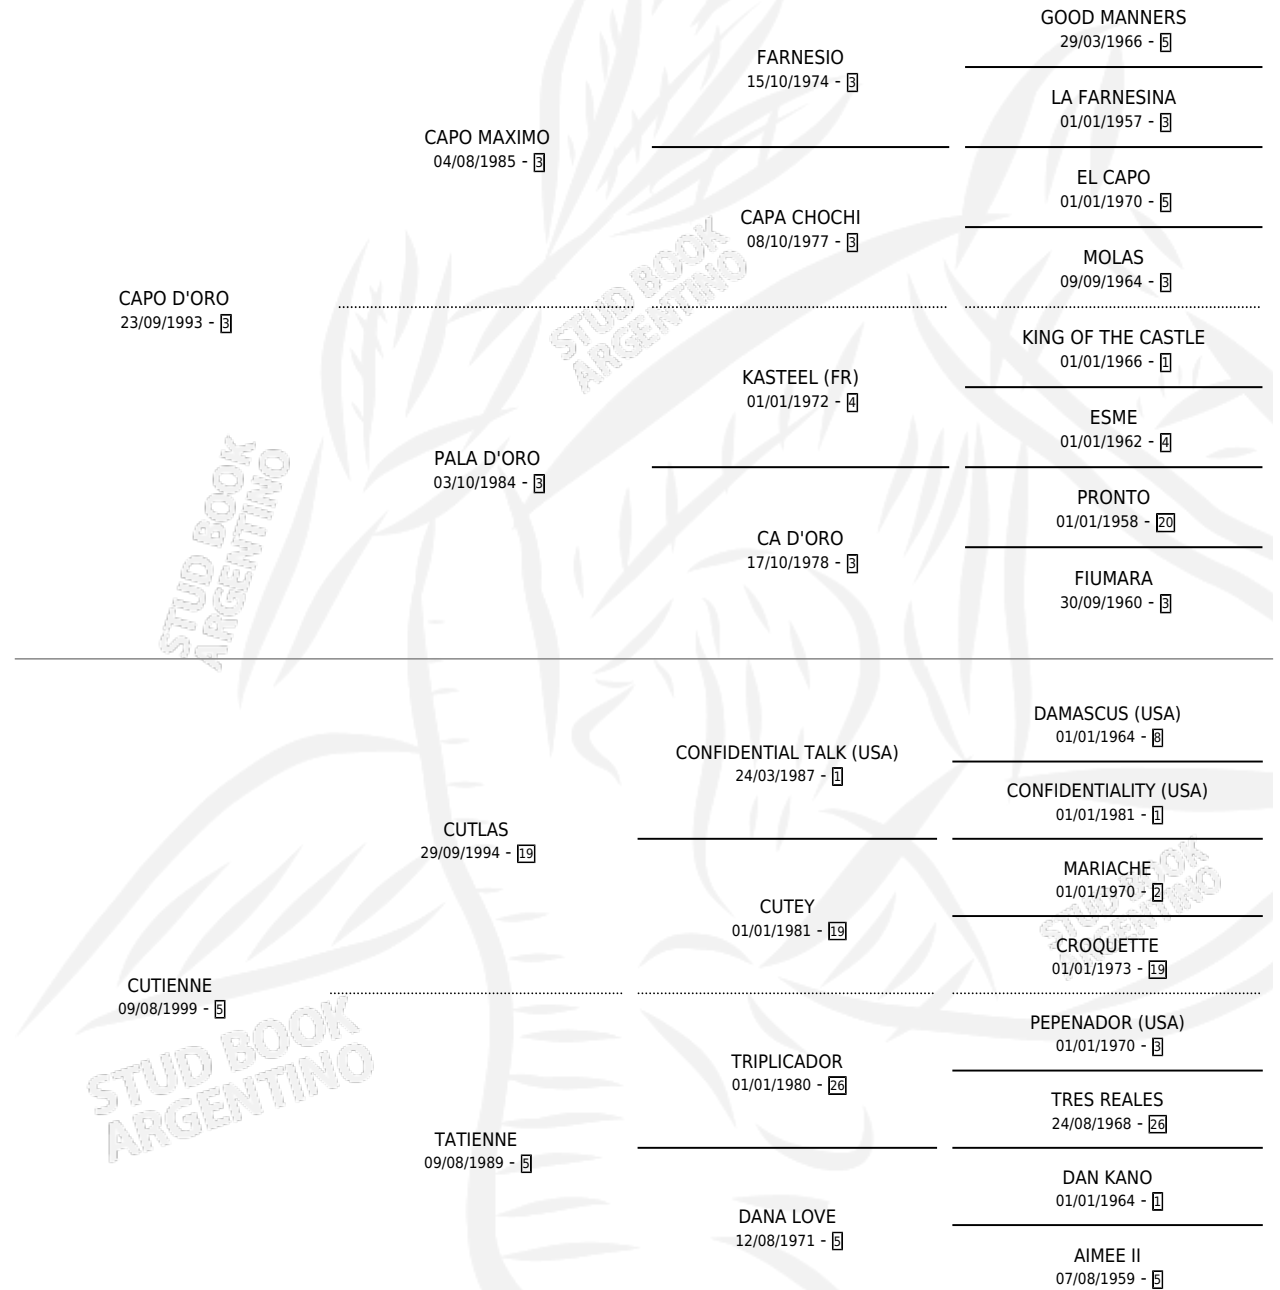 GOOD MANNERS
29/03/1966 - 5
FARNESIO
15/10/1974 - 3
LA FARNESINA
01/01/1957 - 3
CAPO MAXIMO
04/08/1985 - 3
EL CAPO
01/01/1970 - 5
CAPA CHOCHI
08/10/1977 - 3
MOLAS
09/09/1964 - 3
CAPO D'ORO
23/09/1993 - 3
KING OF THE CASTLE
01/01/1966 - 1
KASTEEL (FR)
01/01/1972 - 4
ESME
01/01/1962 - 4
PALA D'ORO
03/10/1984 - 3
PRONTO
01/01/1958 - 20
CA D'ORO
17/10/1978 - 3
FIUMARA
30/09/1960 - 3
STUD BOOK
ARGENTINO
STUD BOOK
ARGENTINO
DAMASCUS (USA)
01/01/1964 - 8
CONFIDENTIAL TALK (USA)
24/03/1987 - 1
CONFIDENTIALITY (USA)
01/01/1981 - 1
CUTLAS
29/09/1994 - 19
MARIACHE
01/01/1970 - 2
CUTEY
01/01/1981 - 19
CROQUETTE
01/01/1973 - 19
CUTIENNE
09/08/1999 - 5
PEPENADOR (USA)
01/01/1970 - 3
TRIPLICADOR
01/01/1980 - 26
TRES REALES
24/08/1968 - 26
TATIENNE
09/08/1989 - 5
DAN KANO
01/01/1964 - 1
DANA LOVE
12/08/1971 - 5
AIMEE II
07/08/1959 - 5
STUD BOOK
ARGENTINO
STUD BOOK
ARGENTINO